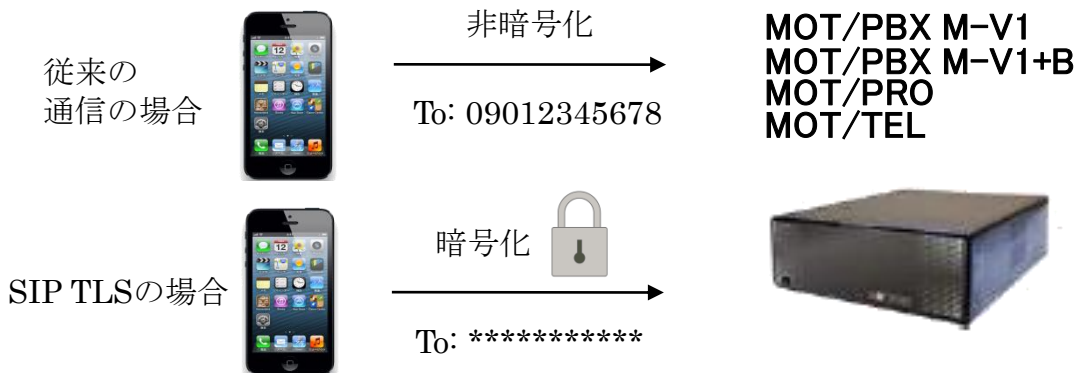 非暗号化
従来の
通信の場合
To: 09012345678
MOT/PBX M-V1
MOT/PBX M-V1+B
MOT/PRO
MOT/TEL
暗号化
SIP TLSの場合
To: ***********